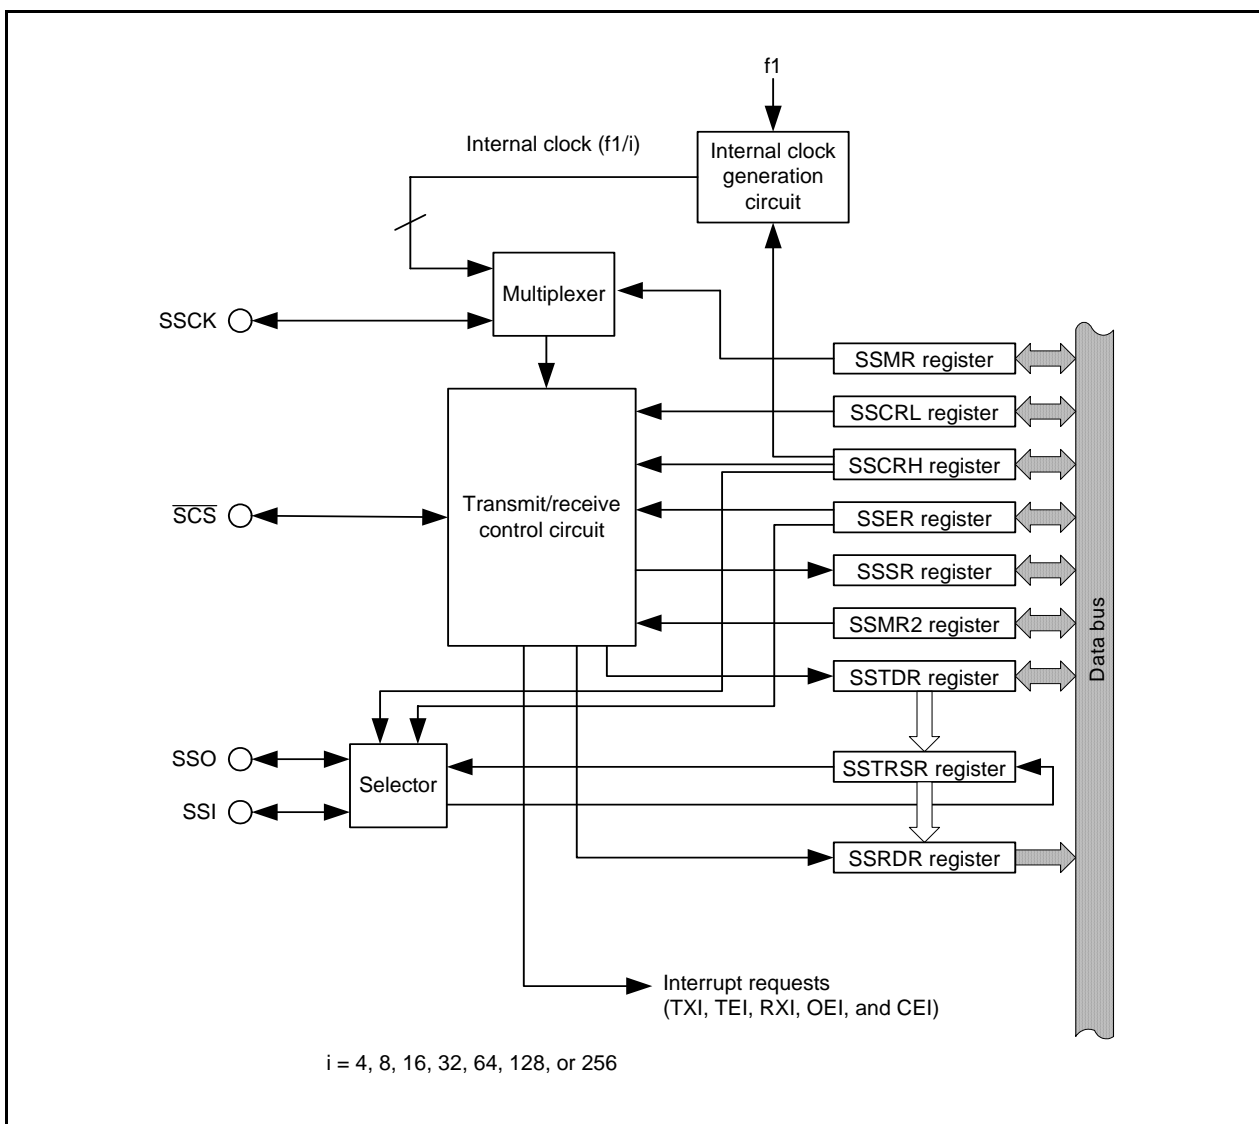 f1
Internal clock (f1/i)
Internal clock
generation
circuit
Multiplexer
SSCK
SSMR register
SSCRL register
SSCRH register
SCS
Transmit/receive
control circuit
SSER register
SSSR register
SSMR2 register
Data bus
SSTDR register
SSO
SSTRSR register
Selector
SSI
SSRDR register
Interrupt requests
(TXI, TEI, RXI, OEI, and CEI)
i = 4, 8, 16, 32, 64, 128, or 256